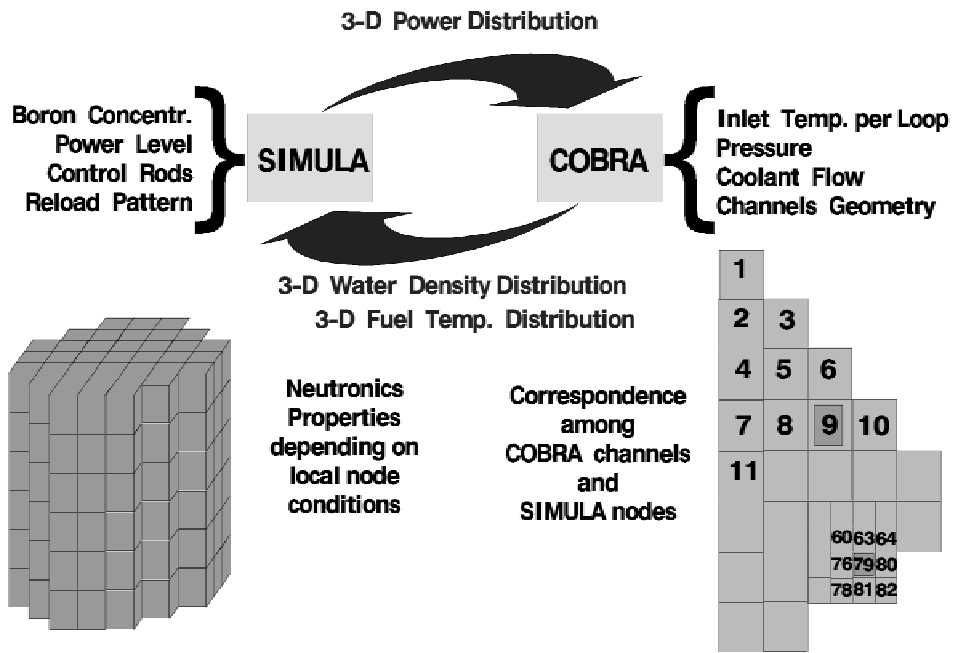 3-D Power Distribution
Boron Concentr.
Power Level
Control Rods
Reload Pattern
SIMULA
COBRA
Inlet Temp. per Loop
Pressure
Coolant Flow
Channels Geometry
3-D Water Density Distribution
3-D Fuel Temp. Distribution
Neutronics
Properties
depending on
local node
conditions
Correspondence
among
COBRA channels
and
SIMULA nodes
1
2 3
4 5 6
7 8 9 10
11
60 63 64
76 79 80
78 81 82